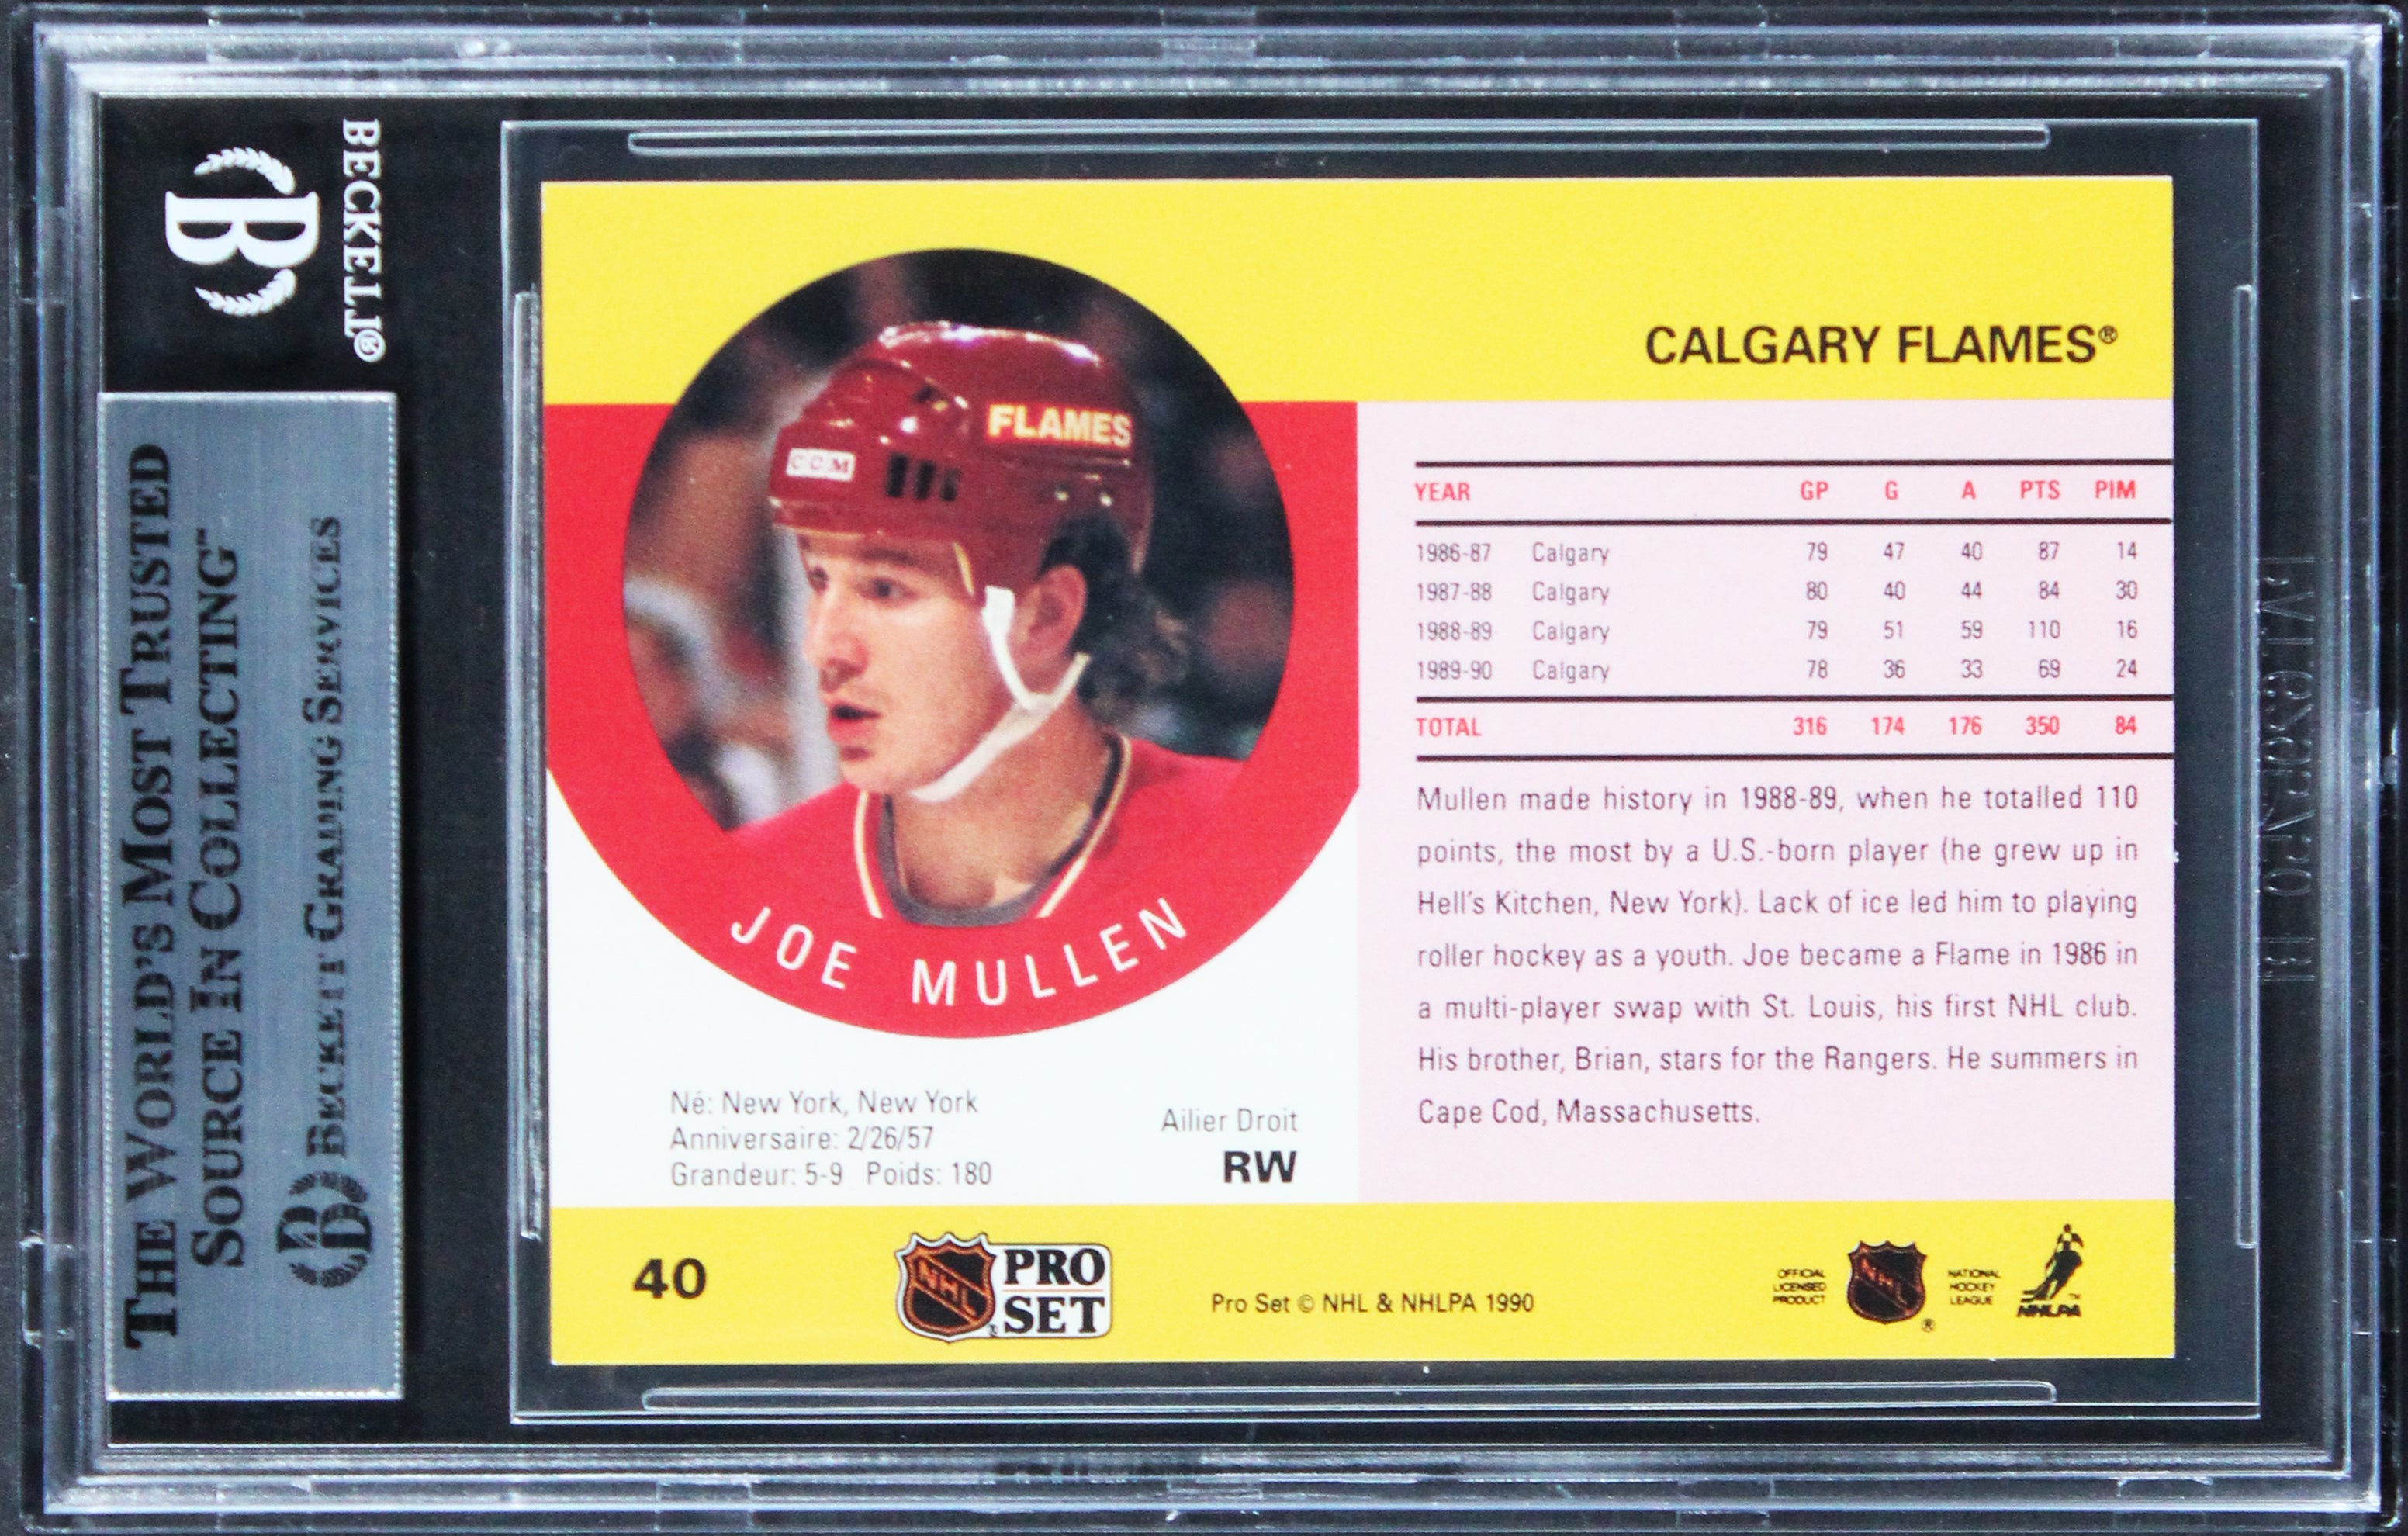 BECKETT®
B
THE WORLD'S MOST TRUSTED
SOURCE IN COLLECTING™
BECKETT GRADING SERVICES
CALGARY FLAMES®
FLAMES
CCM
JOE MULLEN
YEAR GP G A PTS PIM
1986-87 Calgary 79 47 40 87 14
1987-88 Calgary 80 40 44 84 30
1988-89 Calgary 79 51 59 110 16
1989-90 Calgary 78 36 33 69 24
TOTAL 316 174 176 350 84
Mullen made history in 1988-89, when he totalled 110
points, the most by a U.S.-born player (he grew up in
Hell's Kitchen, New York). Lack of ice led him to playing
roller hockey as a youth. Joe became a Flame in 1986 in
a multi-player swap with St. Louis, his first NHL club.
His brother, Brian, stars for the Rangers. He summers in
Cape Cod, Massachusetts.
Né: New York, New York
Anniversaire: 2/26/57
Grandeur: 5-9 Poids: 180
Ailier Droit
RW
40
NHL
PRO
SET
Pro Set © NHL & NHLPA 1990
OFFICIAL
LICENSED
PRODUCT
NHL ®
NATIONAL
HOCKEY
LEAGUE
NHLPA ™